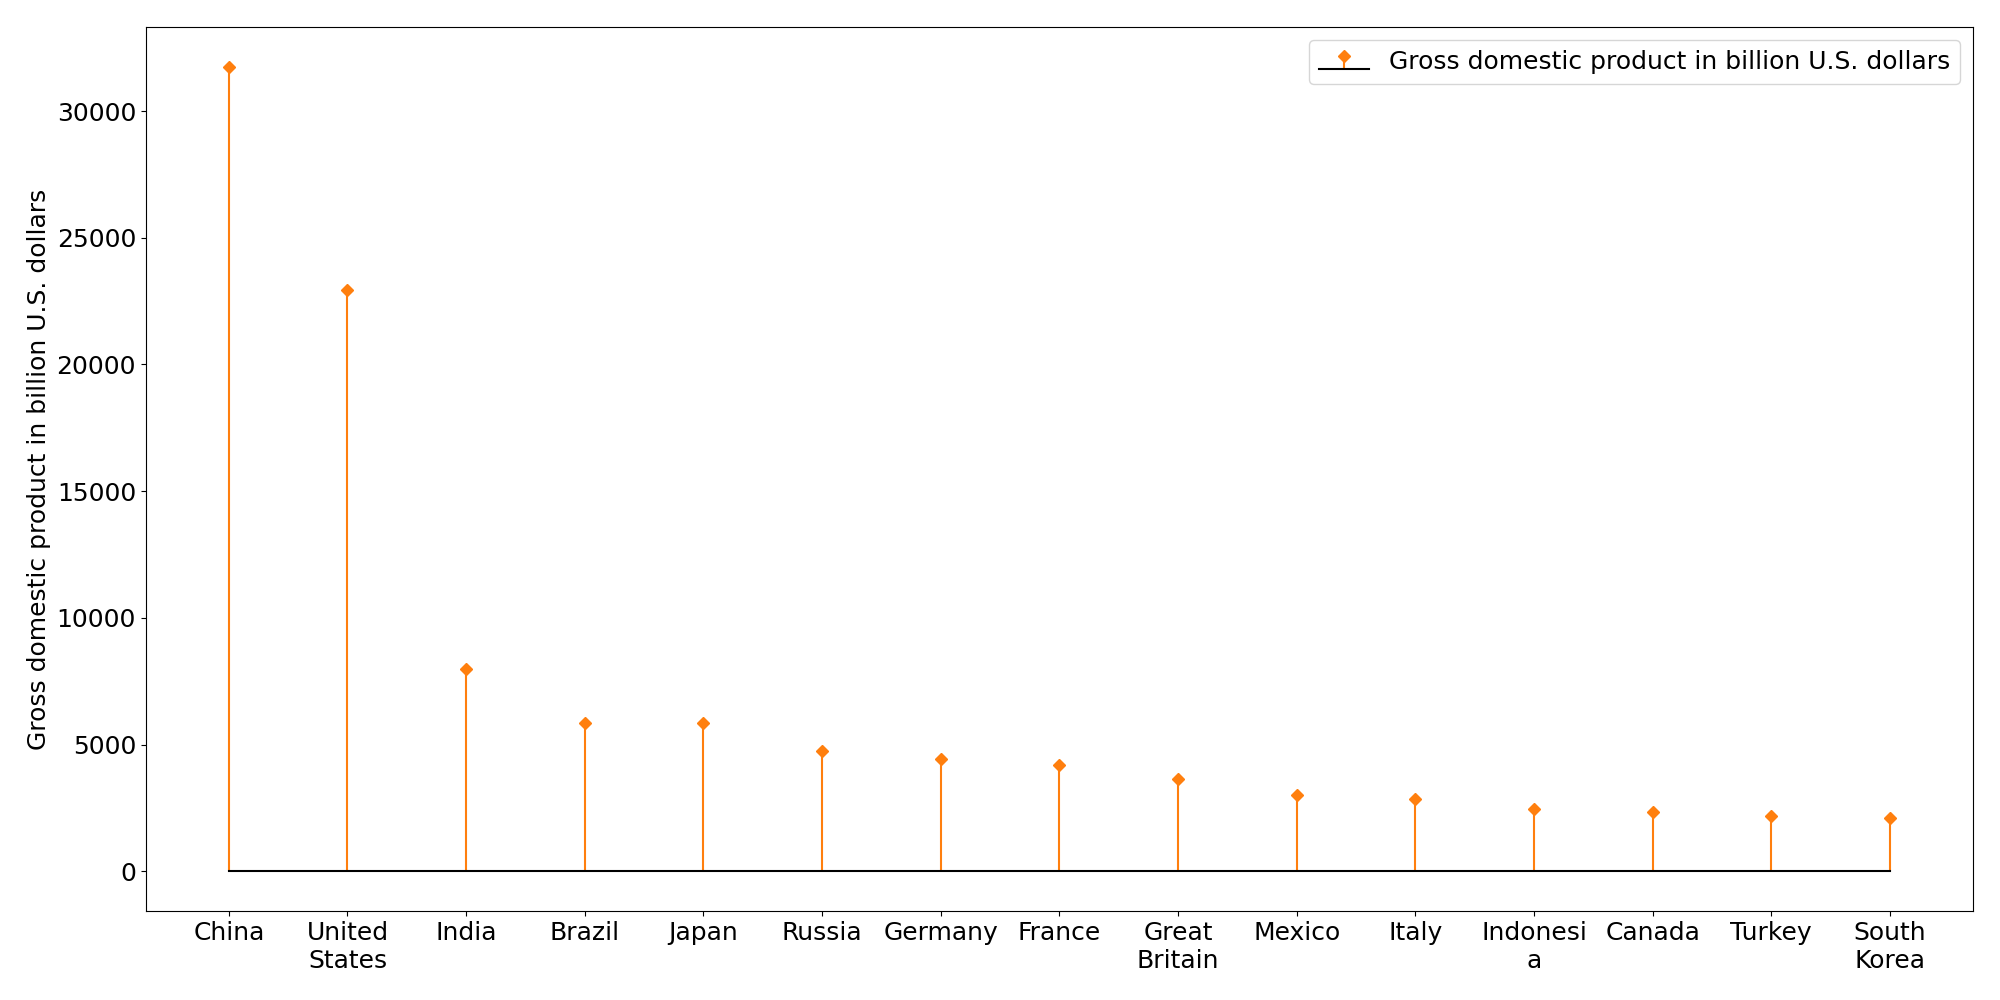 Gross domestic product in billion U.S. dollars
Gross domestic product in billion U.S. dollars
30000
25000
20000
15000
10000
5000
0
China
United
States
India
Brazil
Japan
Russia
Germany
France
Great
Britain
Mexico
Italy
Indonesi
a
Canada
Turkey
South
Korea